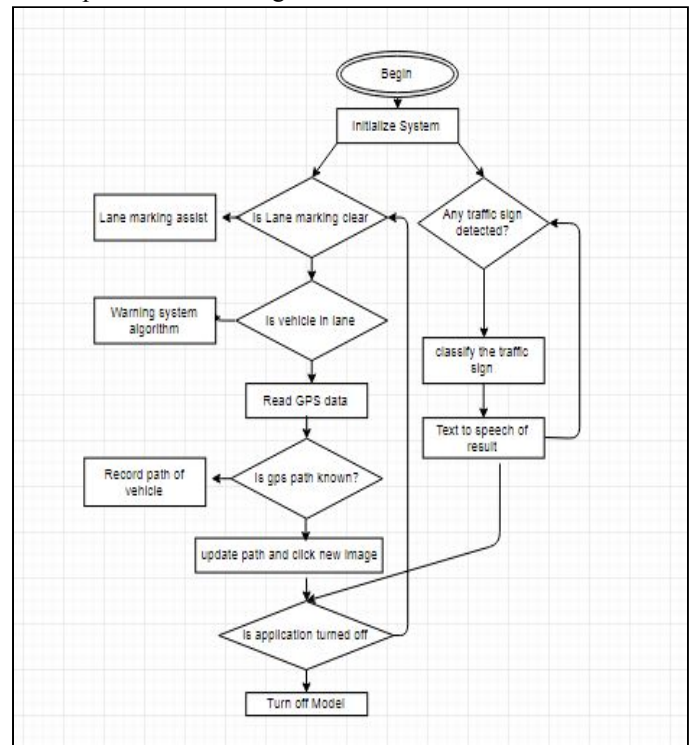 Begin
Initialize System
Lane marking assist
Is Lane marking clear
Any traffic sign
detected?
Warning system
algorithm
Is vehicle in lane
classify the traffic
sign
Read GPS data
Text to speech of
result
Record path of
vehicle
Is gps path known?
update path and click new image
Is application turned off
Turn off Model